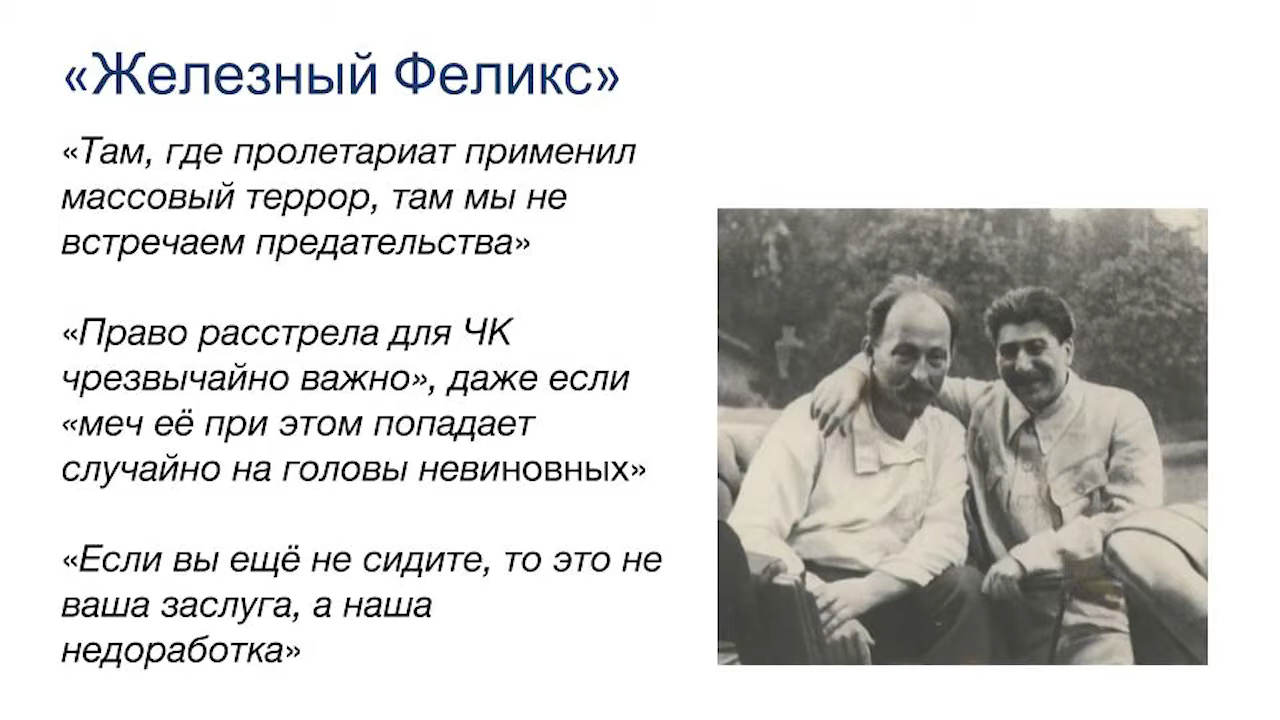 «Железный Феликс»
«Там, где пролетариат применил
массовый террор, там мы не
встречаем предательства»
«Право расстрела для ЧК
чрезвычайно важно», даже если
«меч её при этом попадает
случайно на головы невиновных»
«Если вы ещё не сидите, то это не
ваша заслуга, а наша
недоработка»